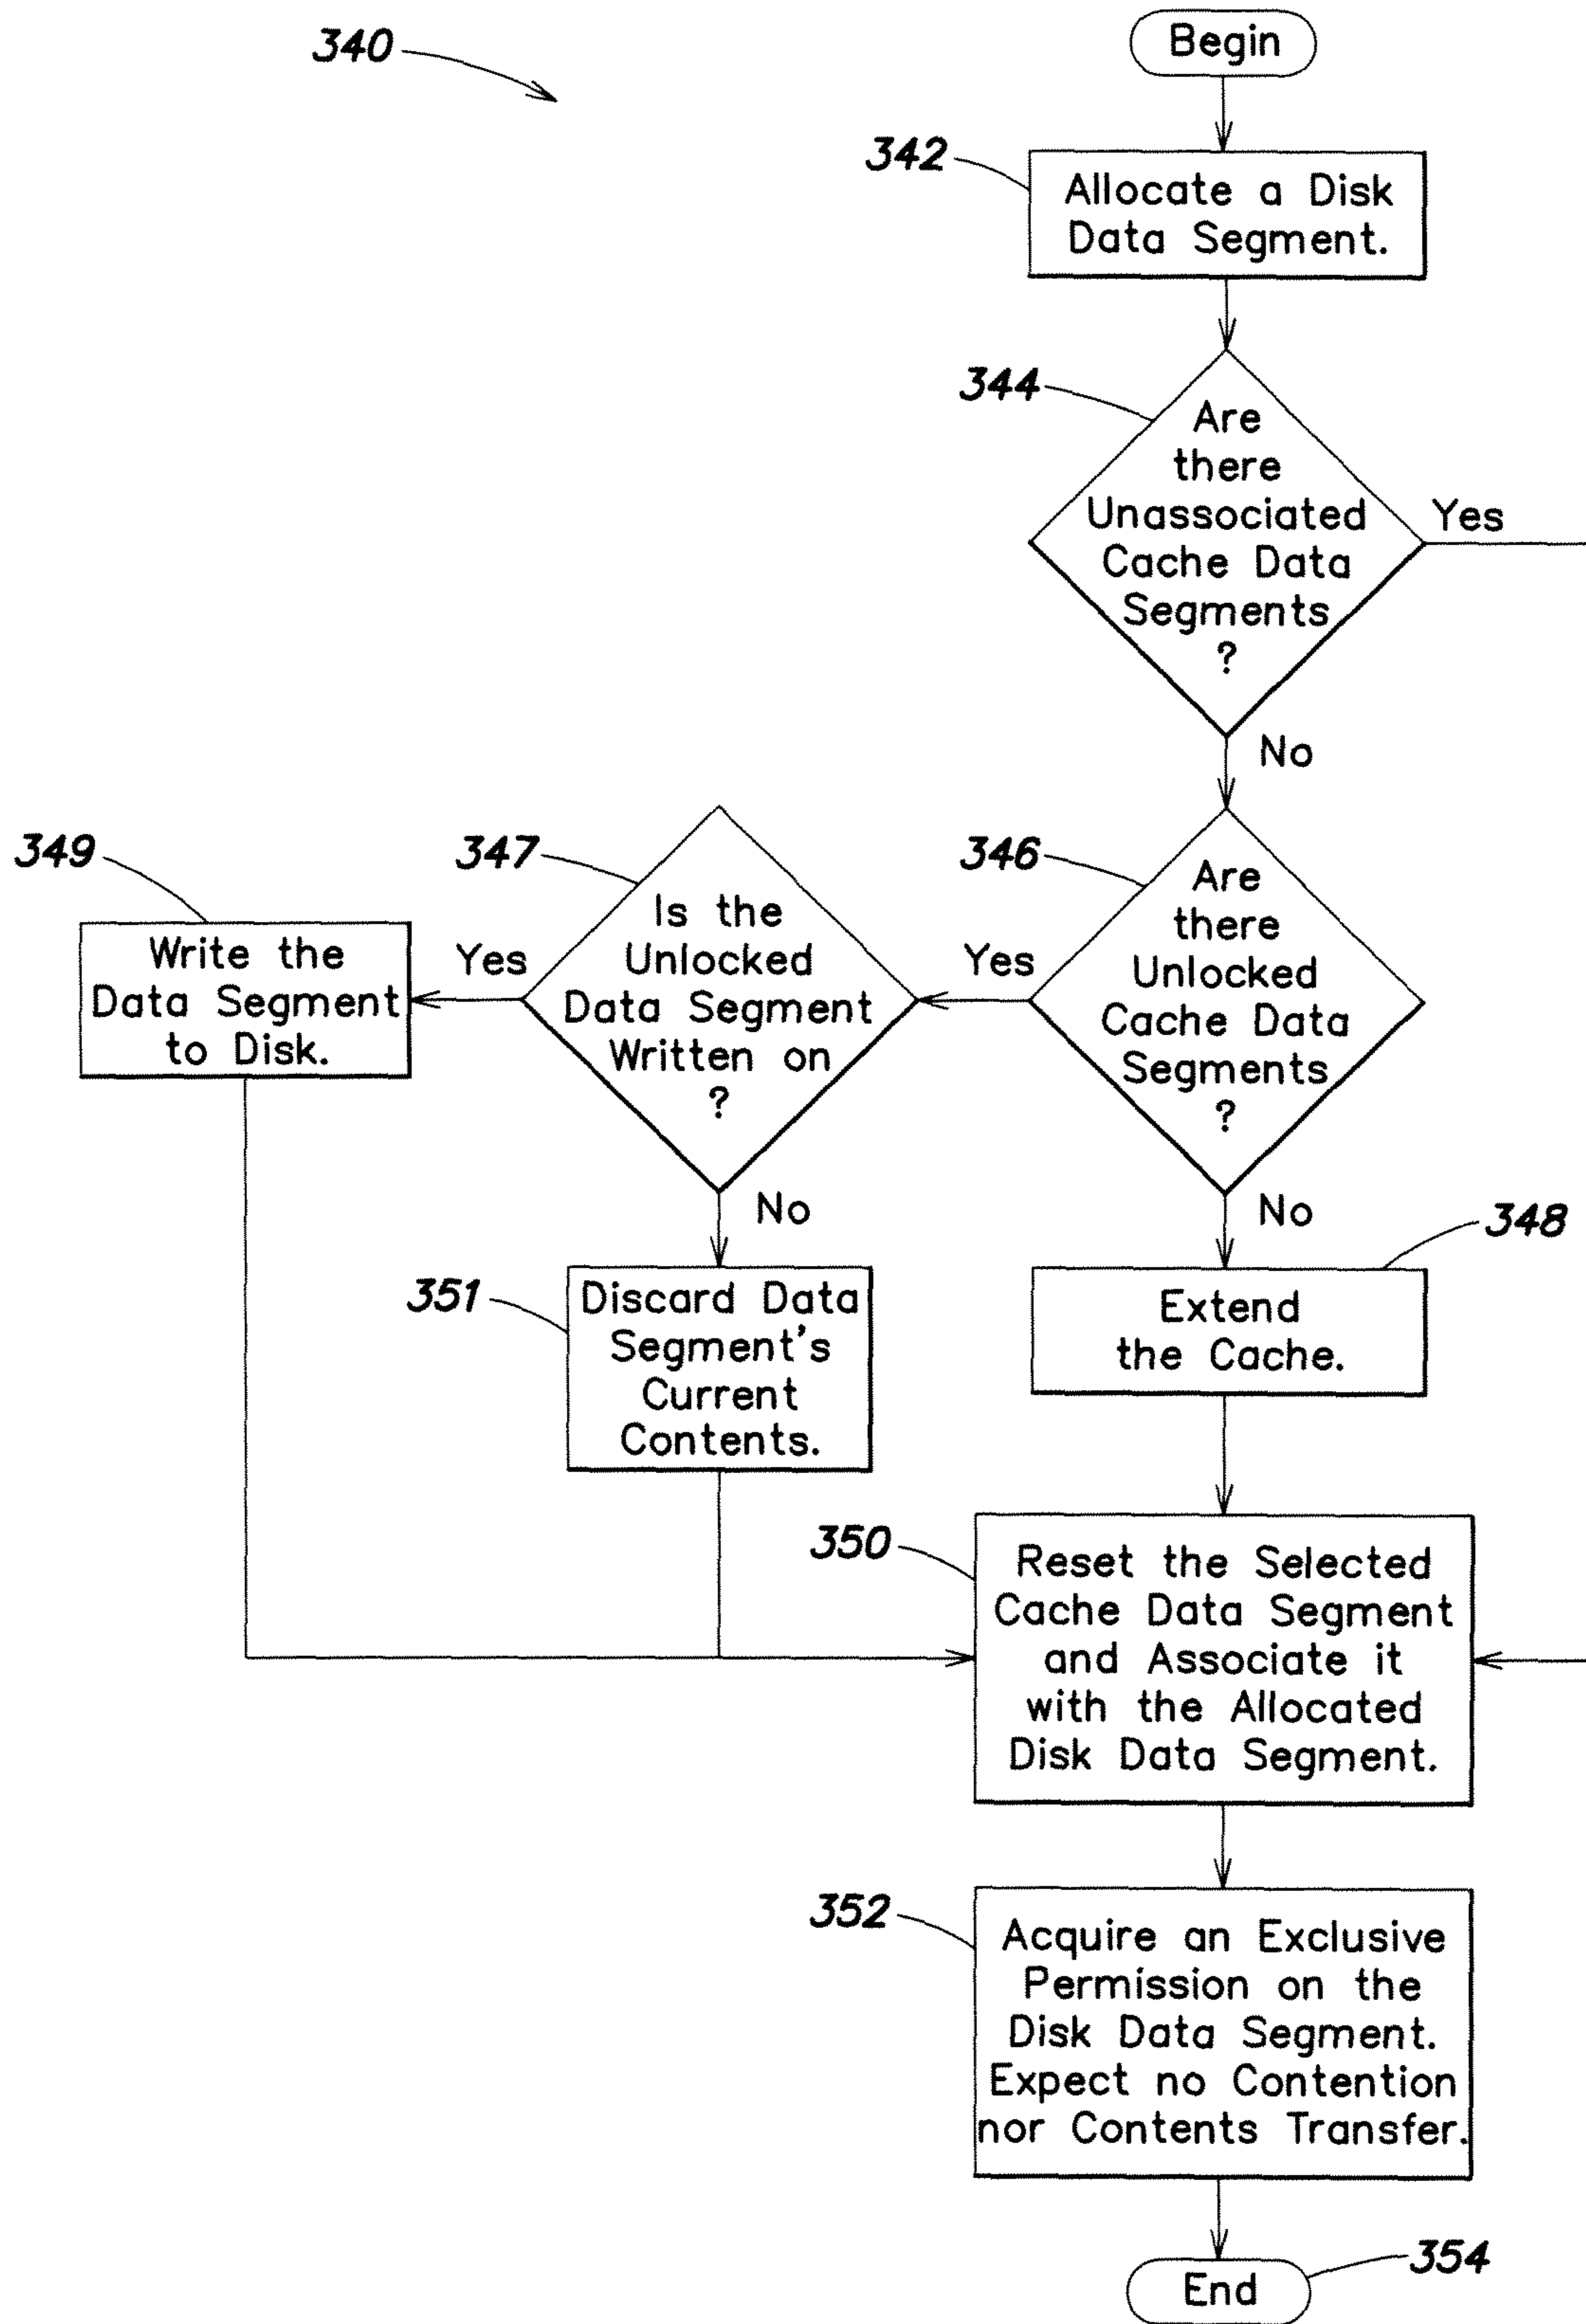 340
Begin
342
Allocate a Disk
Data Segment.
344
Are
there
Unassociated
Cache Data
Segments
?
Yes
No
349
Write the
Data Segment
to Disk.
Yes
347
Is the
Unlocked
Data Segment
Written on
?
Yes
346
Are
there
Unlocked
Cache Data
Segments
?
No
No
351
Discard Data
Segment's
Current
Contents.
348
Extend
the Cache.
350
Reset the Selected
Cache Data Segment
and Associate it
with the Allocated
Disk Data Segment.
352
Acquire an Exclusive
Permission on the
Disk Data Segment.
Expect no Contention
nor Contents Transfer.
354
End